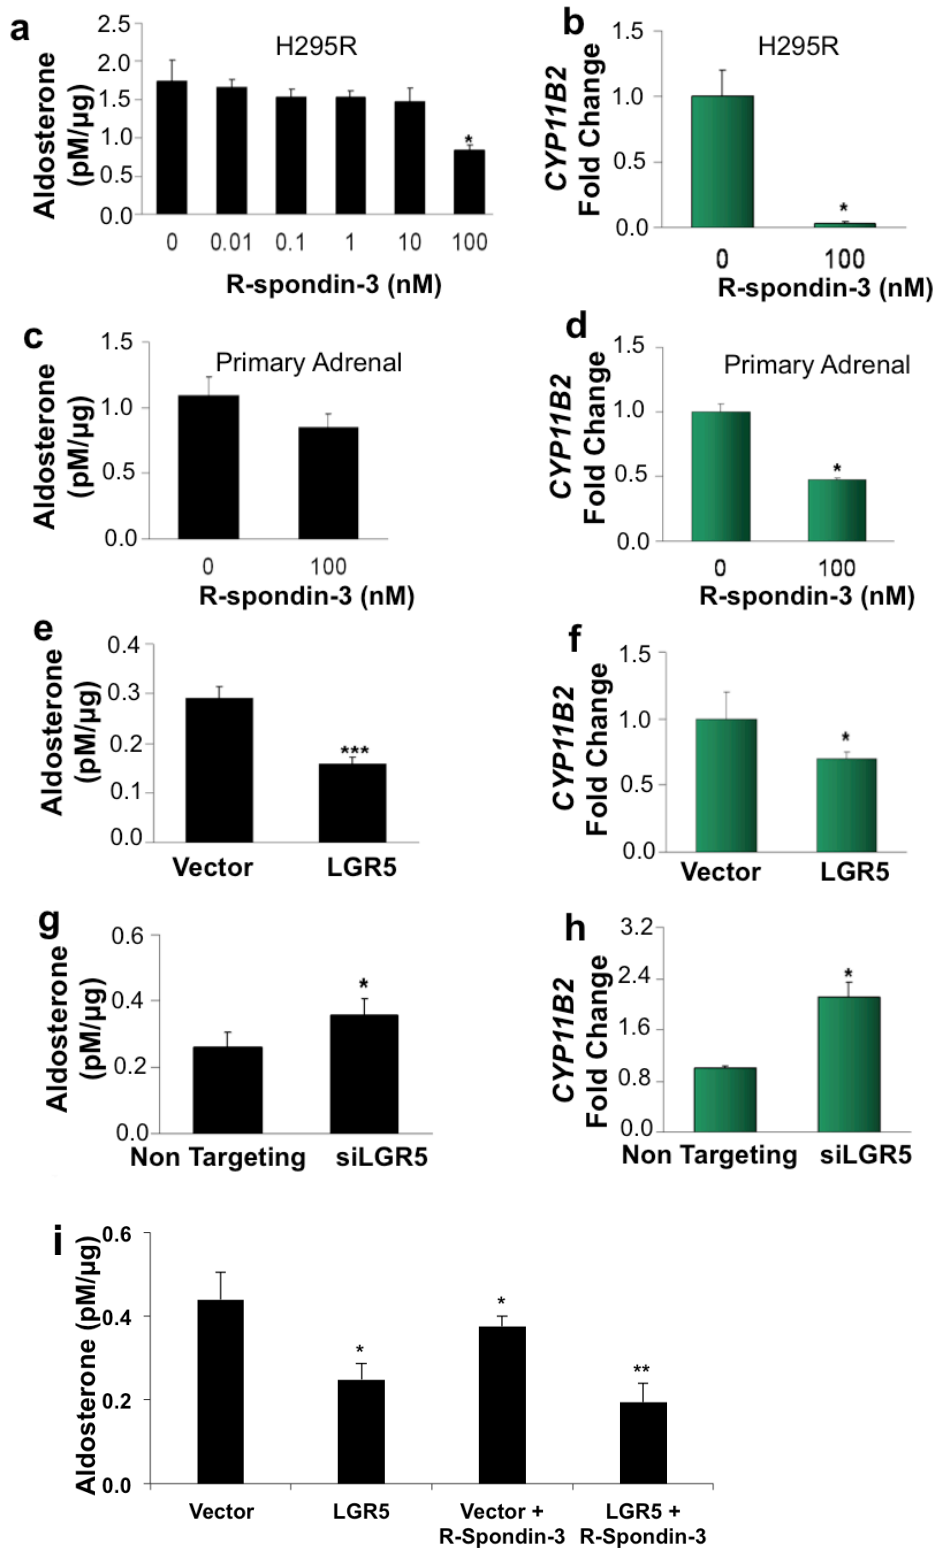 a
Aldosterone
(pM/µg)
2.5
2.0
1.5
1.0
0.5
0.0
H295R
*
0 0.01 0.1 1 10 100
R-spondin-3 (nM)
b
CYP11B2
Fold Change
1.5
1.0
0.5
0.0
H295R
*
0 100
R-spondin-3 (nM)
c
Aldosterone
(pM/µg)
1.5
1.0
0.5
0.0
Primary Adrenal
0 100
R-spondin-3 (nM)
d
CYP11B2
Fold Change
1.5
1.0
0.5
0.0
Primary Adrenal
*
0 100
R-spondin-3 (nM)
e
Aldosterone
(pM/µg)
0.4
0.3
0.2
0.1
0.0
***
Vector LGR5
f
CYP11B2
Fold Change
1.5
1.0
0.5
0.0
*
Vector LGR5
g
Aldosterone
(pM/µg)
0.6
0.4
0.2
0.0
*
Non Targeting siLGR5
h
CYP11B2
Fold Change
3.2
2.4
1.6
0.8
0.0
*
Non Targeting siLGR5
i
Aldosterone (pM/µg)
0.6
0.4
0.2
0.0
*
*
**
Vector LGR5 Vector + LGR5 +
R-Spondin-3 R-Spondin-3